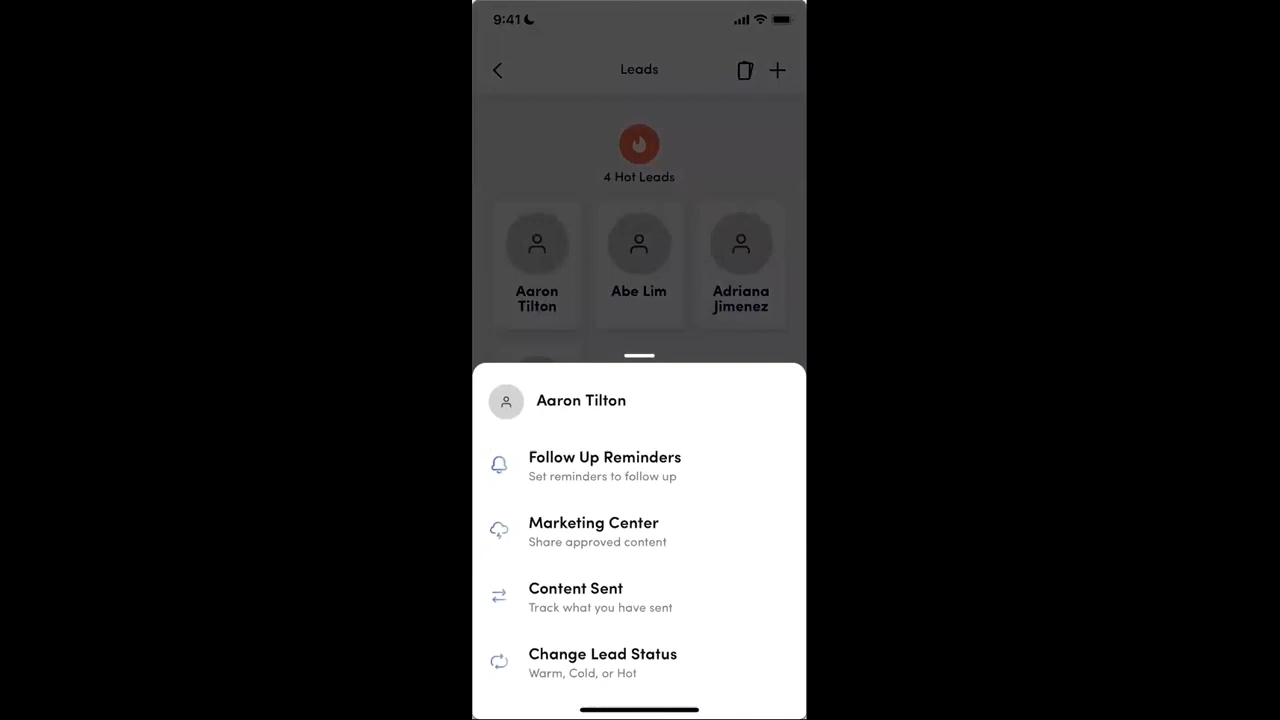 9:41
Leads
4 Hot Leads
Aaron
Tilton
Abe Lim
Adriana
Jimenez
Aaron Tilton
Follow Up Reminders
Set reminders to follow up
Marketing Center
Share approved content
Content Sent
Track what you have sent
Change Lead Status
Warm, Cold, or Hot